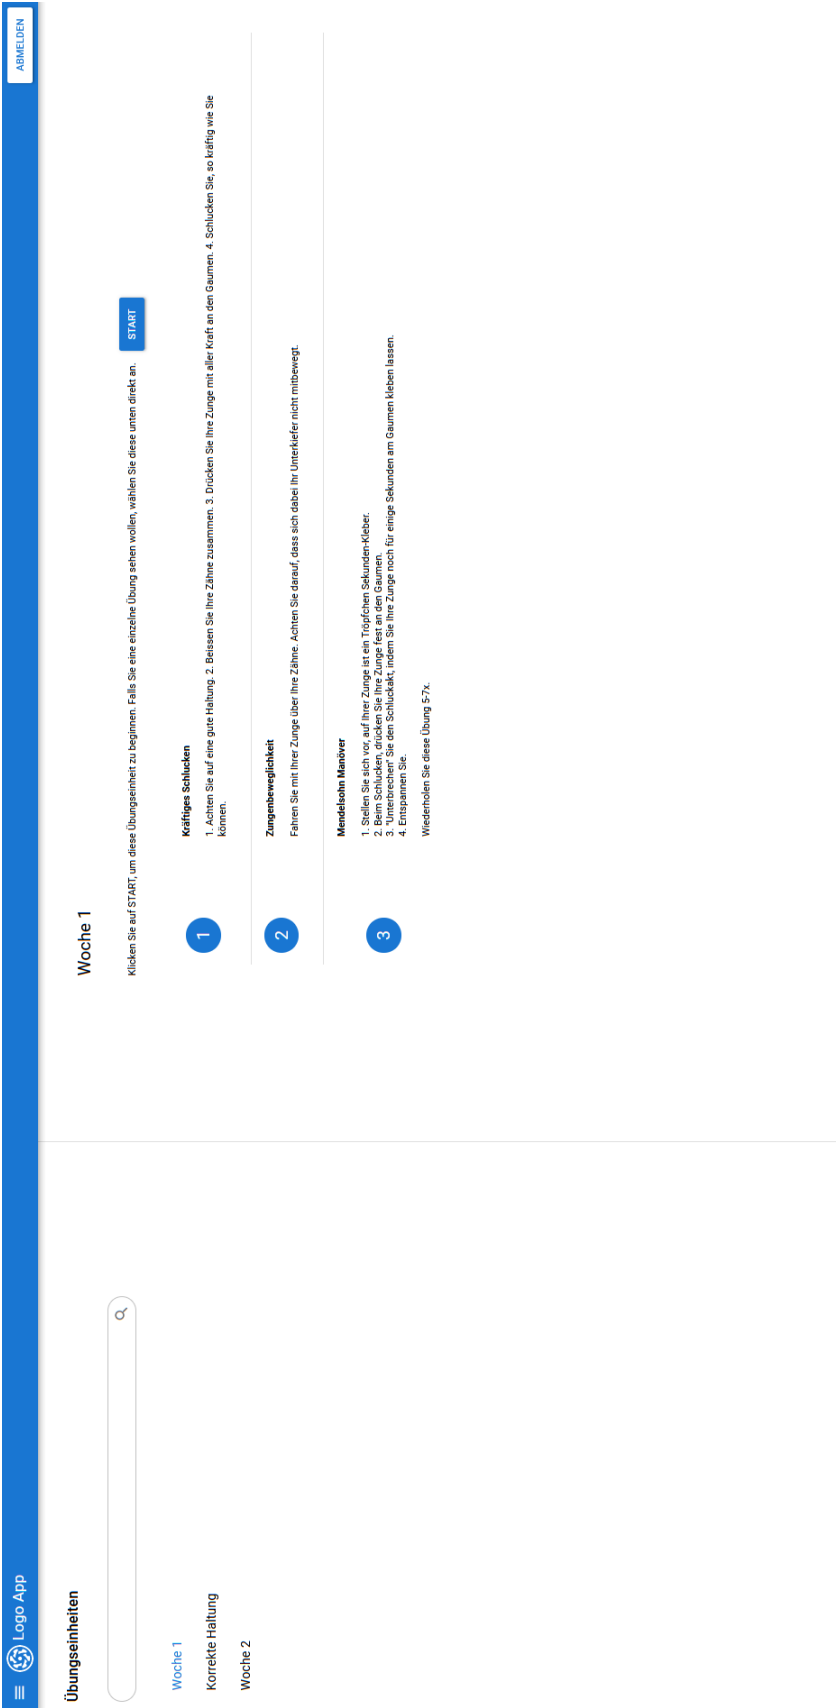 Logo App
ABMELDEN
Übungseinheiten
Woche 1
Korrekte Haltung
Woche 2
Woche 1
Klicken Sie auf START, um diese Übungseinheit zu beginnen. Falls Sie eine einzelne Übung sehen wollen, wählen Sie diese unten direkt an.
START
1
Kräftiges Schlucken
1. Achten Sie auf eine gute Haltung. 2. Beissen Sie Ihre Zähne zusammen. 3. Drücken Sie Ihre Zunge mit aller Kraft an den Gaumen. 4. Schlucken Sie, so kräftig wie Sie
können.
2
Zungenbeweglichkeit
Fahren Sie mit Ihrer Zunge über Ihre Zähne. Achten Sie darauf, dass sich dabei Ihr Unterkiefer nicht mitbewegt.
3
Mendelsohn Manöver
1. Stellen Sie sich vor, auf Ihrer Zunge ist ein Tröpfchen Sekunden-Kleber.
2. Beim Schlucken, drücken Sie Ihre Zunge fest an den Gaumen.
3. "Unterbrechen" Sie den Schluckakt, indem Sie Ihre Zunge noch für einige Sekunden am Gaumen kleben lassen.
4. Entspannen Sie.
Wiederholen Sie diese Übung 5-7x.